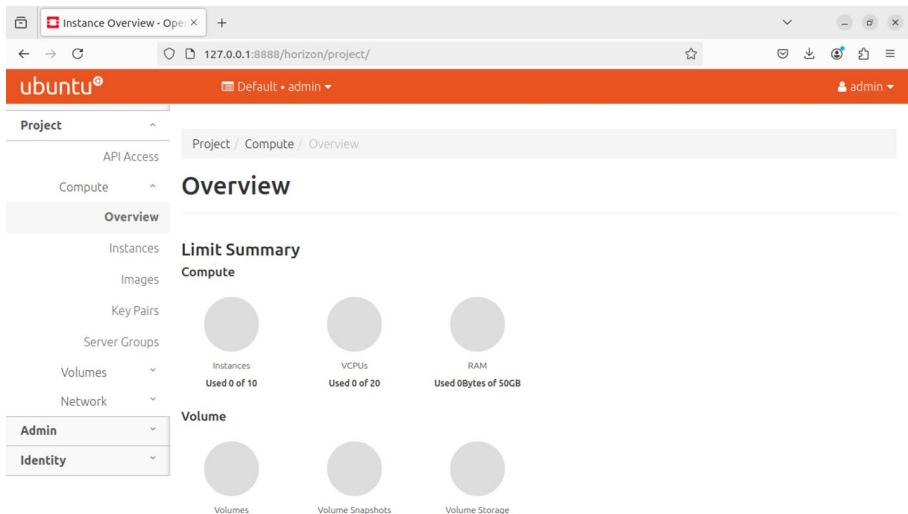 Instance Overview - Ope
127.0.0.1:8888/horizon/project/
ubuntu
Default • admin
admin
Project
API Access
Compute
Overview
Instances
Images
Key Pairs
Server Groups
Volumes
Network
Admin
Identity
Project / Compute / Overview
Overview
Limit Summary
Compute
Instances
Used 0 of 10
VCPUs
Used 0 of 20
RAM
Used 0Bytes of 50GB
Volume
Volumes
Volume Snapshots
Volume Storage